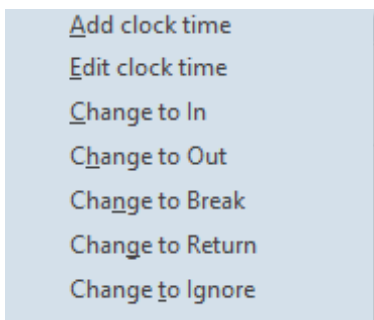 Add clock time
Edit clock time
Change to In
Change to Out
Change to Break
Change to Return
Change to Ignore